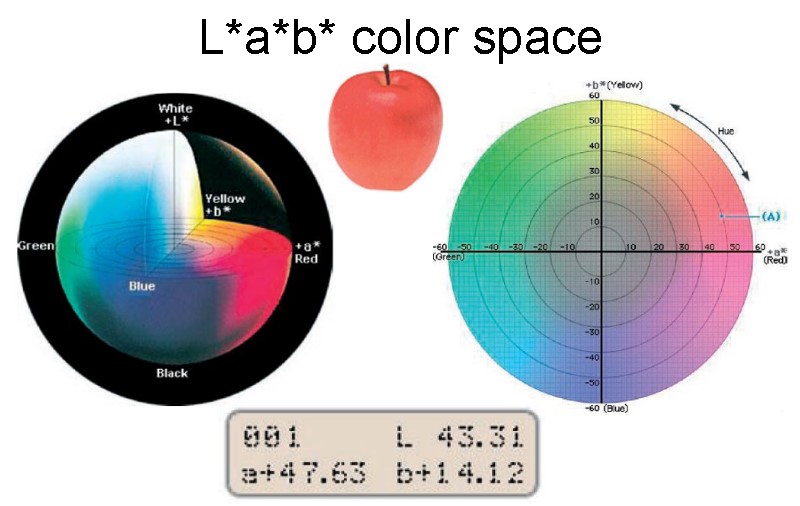 L*a*b* color space
White
+L*
Yellow
+b*
Green
+a*
Red
Blue
Black
+b*(Yellow)
60
50
40
30
20
10
Hue
(A)
-60 -50 -40 -30 -20 -10 10 20 30 40 50 60
(Green)
+a*
(Red)
-10
-20
-30
-40
-50
-60 (Blue)
001 L 43.31
a+47.63 b+14.12